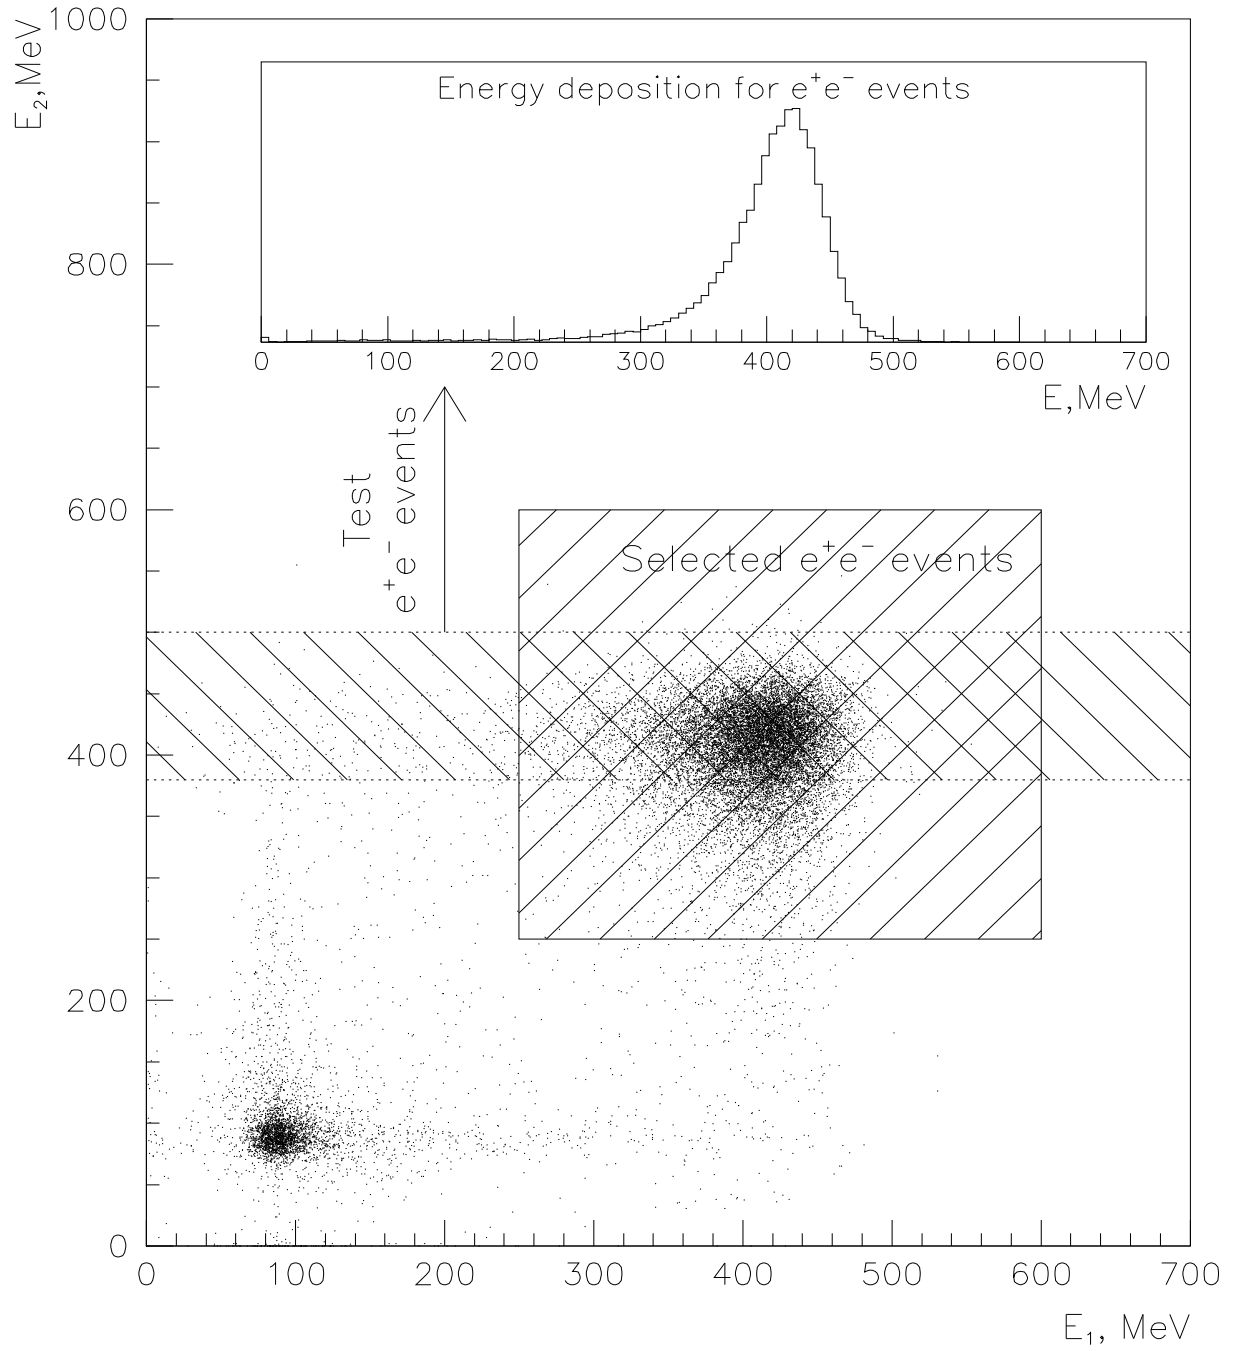 E₂,MeV
1000
800
600
400
200
0
Energy deposition for e⁺e⁻ events
0 100 200 300 400 500 600 700
E,MeV
Test
e⁺e⁻ events
Selected e⁺e⁻ events
0 100 200 300 400 500 600 700
E₁, MeV